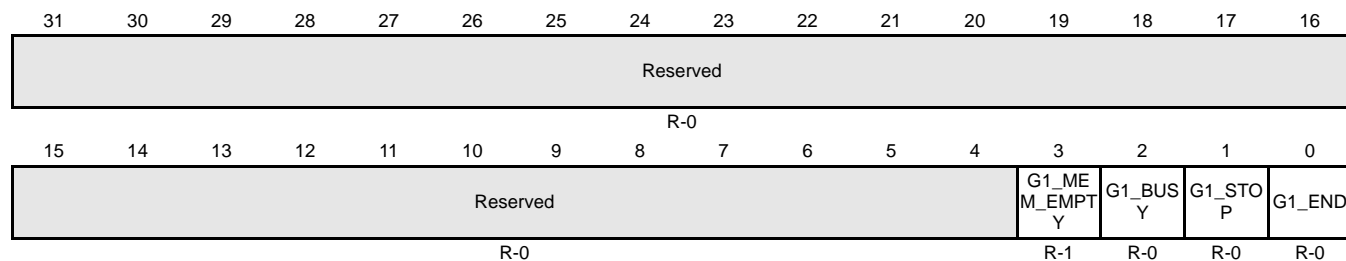 31 30 29 28 27 26 25 24 23 22 21 20 19 18 17 16
Reserved
R-0
15 14 13 12 11 10 9 8 7 6 5 4 3 2 1 0
Reserved
G1_ME
M_EMPT
Y
G1_BUS
Y
G1_STO
P
G1_END
R-0 R-1 R-0 R-0 R-0